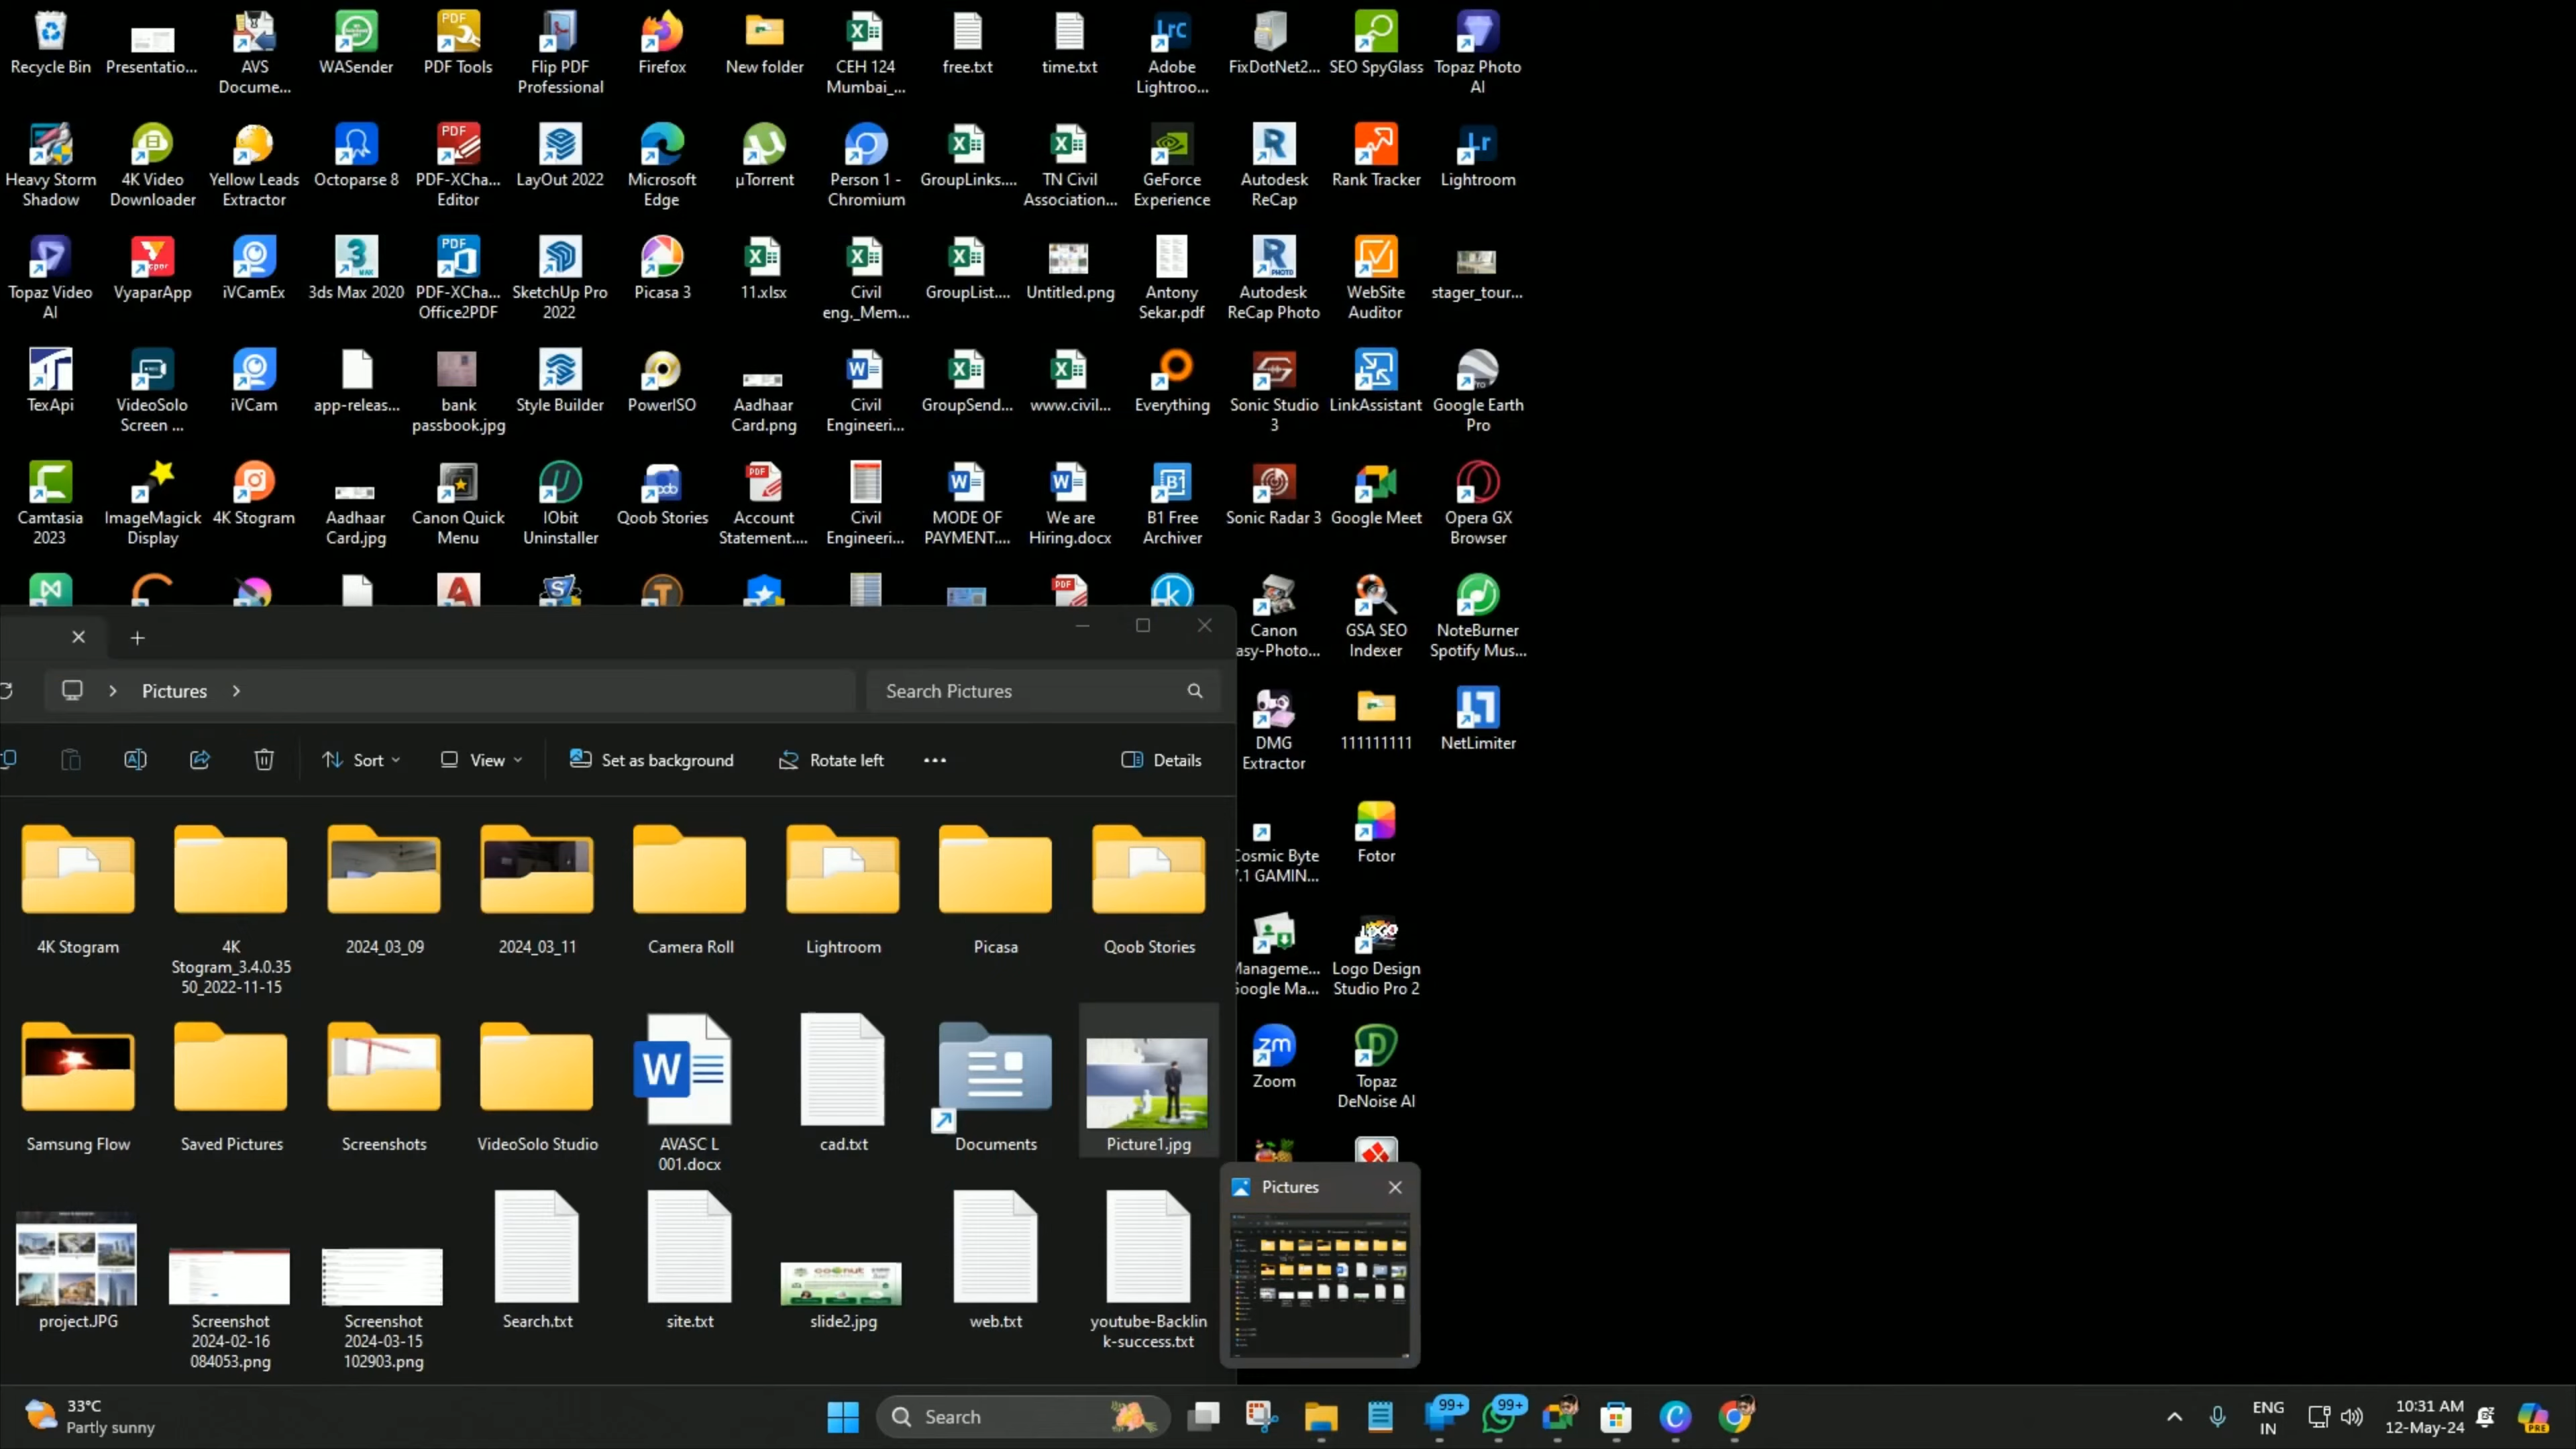 Recycle Bin
Presentatio...
AVS
Docume...
WASender
PDF Tools
Flip PDF
Professional
Firefox
New folder
CEH 124
Mumbai_...
free.txt
time.txt
Adobe
Lightroo...
FixDotNet2...
SEO SpyGlass
Topaz Photo
AI
Heavy Storm
Shadow
4K Video
Downloader
Yellow Leads
Extractor
Octoparse 8
PDF-XCha...
Editor
LayOut 2022
Microsoft
Edge
µTorrent
Person 1 -
Chromium
GroupLinks....
TN Civil
Association...
GeForce
Experience
Autodesk
ReCap
Rank Tracker
Lightroom
Topaz Video
AI
VyaparApp
iVCamEx
3ds Max 2020
PDF-XCha...
Office2PDF
SketchUp Pro
2022
Picasa 3
11.xlsx
Civil
eng._Mem...
GroupList....
Untitled.png
Antony
Sekar.pdf
Autodesk
ReCap Photo
WebSite
Auditor
stager_tour...
TexApi
VideoSolo
Screen ...
iVCam
app-releas...
bank
passbook.jpg
Style Builder
PowerISO
Aadhaar
Card.png
Civil
Engineeri...
GroupSend...
www.civil...
Everything
Sonic Studio
3
LinkAssistant
Google Earth
Pro
Camtasia
2023
ImageMagick
Display
4K Stogram
Aadhaar
Card.jpg
Canon Quick
Menu
IObit
Uninstaller
Qoob Stories
Account
Statement....
Civil
Engineeri...
MODE OF
PAYMENT....
We are
Hiring.docx
B1 Free
Archiver
Sonic Radar 3
Google Meet
Opera GX
Browser
Canon
asy-Photo...
GSA SEO
Indexer
NoteBurner
Spotify Mus...
DMG
Extractor
111111111
NetLimiter
Cosmic Byte
7.1 GAMIN...
Fotor
Manageme...
Google Ma...
Logo Design
Studio Pro 2
Zoom
Topaz
DeNoise AI
Pictures
Search Pictures
Sort
View
Set as background
Rotate left
Details
4K Stogram
4K
Stogram_3.4.0.35
50_2022-11-15
2024_03_09
2024_03_11
Camera Roll
Lightroom
Picasa
Qoob Stories
Samsung Flow
Saved Pictures
Screenshots
VideoSolo Studio
AVASC L
001.docx
cad.txt
Documents
Picture1.jpg
project.JPG
Screenshot
2024-02-16
084053.png
Screenshot
2024-03-15
102903.png
Search.txt
site.txt
slide2.jpg
web.txt
youtube-Backlin
k-success.txt
Pictures
33°C
Partly sunny
Search
99+
99+
ENG
IN
10:31 AM
12-May-24
PRE